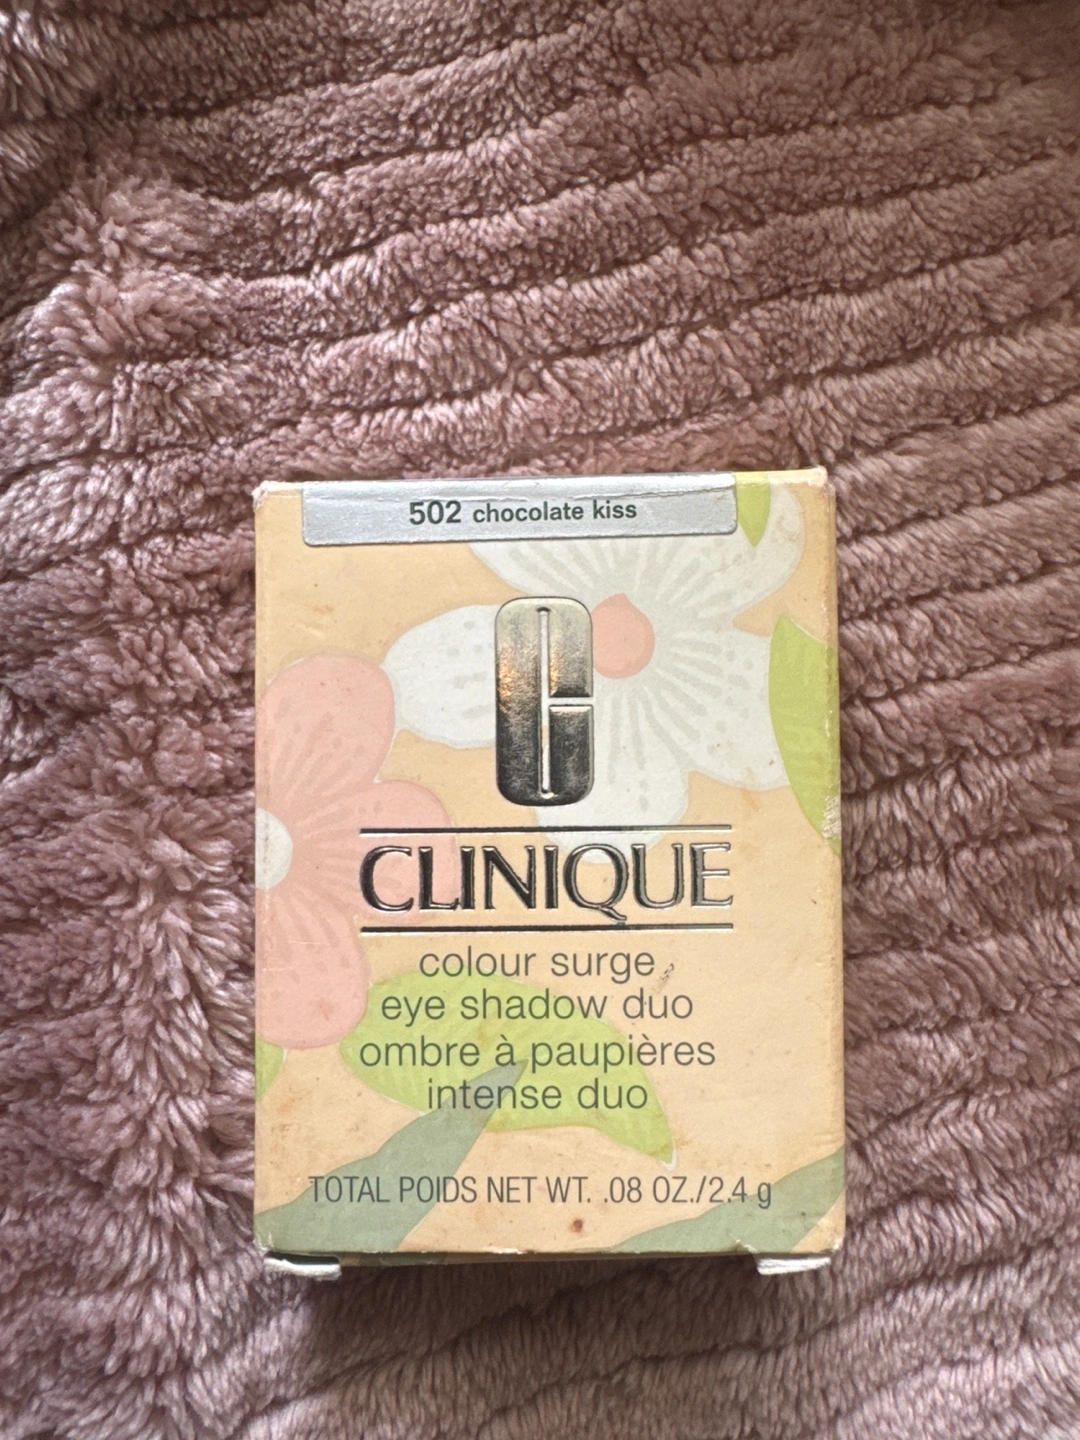 502 chocolate kiss
CLINIQUE
colour surge
eye shadow duo
ombre à paupières
intense duo
TOTAL POIDS NET WT. .08 OZ./2.4 g